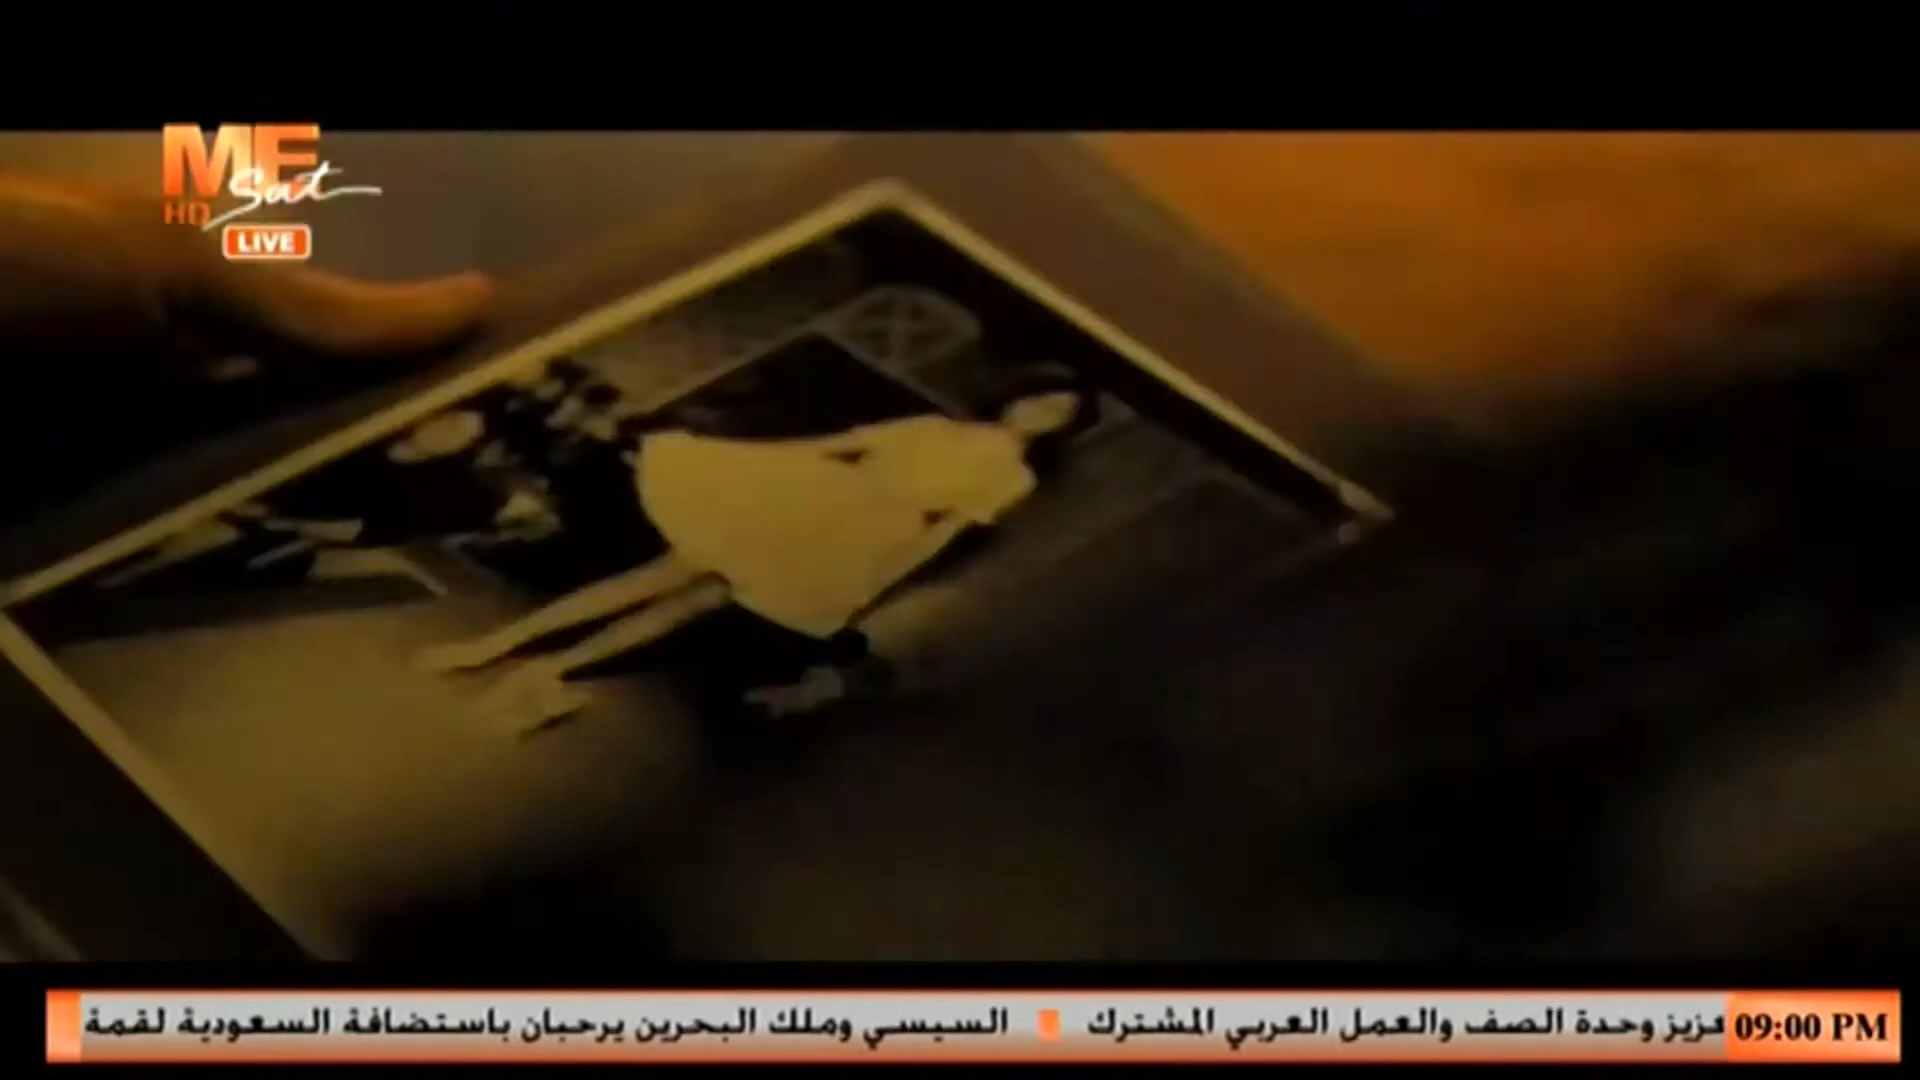 ME
Sat
HD
LIVE
عزيز وحدة الصف والعمل العربي المشترك ■ السيسي وملك البحرين يرحبان باستضافة السعودية لقمة
09:00 PM